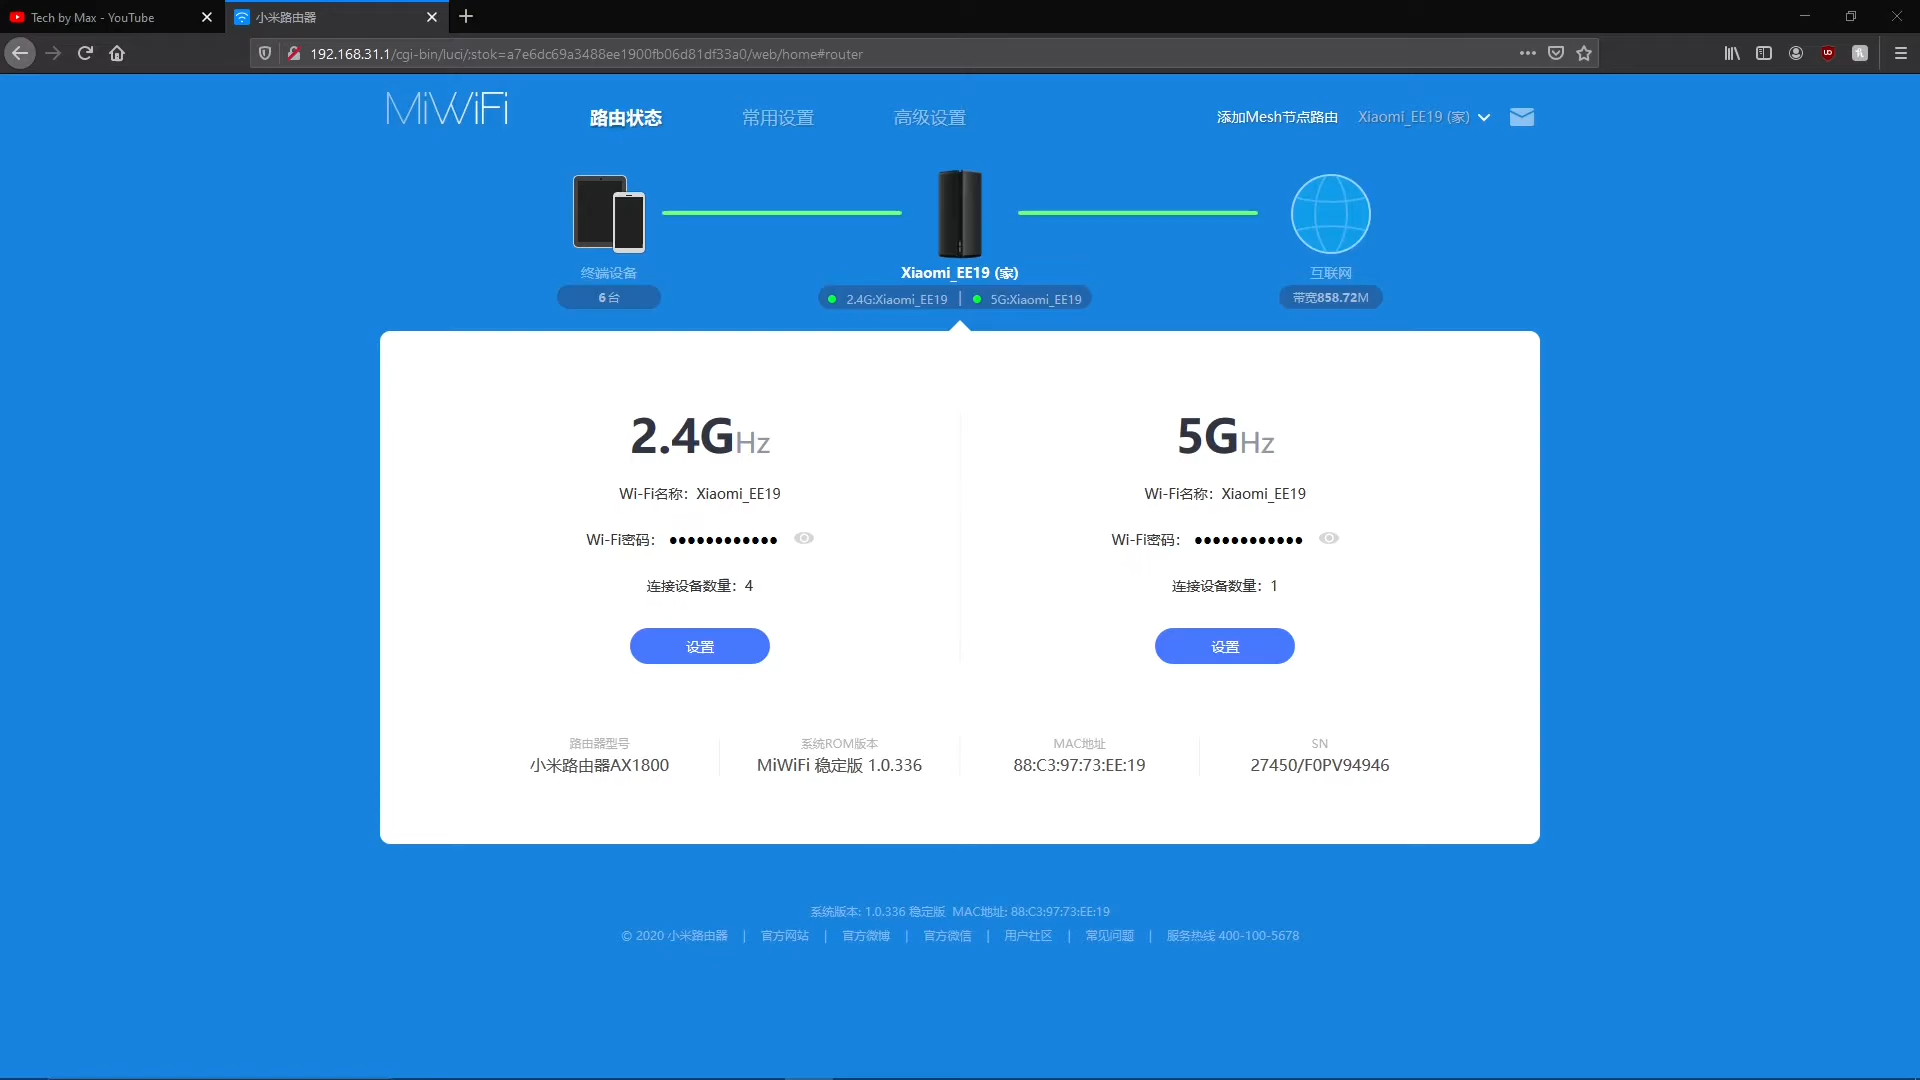 Tech by Max - YouTube
小米路由器
192.168.31.1/cgi-bin/luci/;stok=a7e6dc69a3488ee1900fb06d81df33a0/web/home#router
MiWiFi
路由状态
常用设置
高级设置
添加Mesh节点路由
Xiaomi_EE19 (家)
终端设备
6台
Xiaomi_EE19 (家)
2.4G:Xiaomi_EE19 | 5G:Xiaomi_EE19
互联网
带宽858.72M
2.4GHz
Wi-Fi名称：Xiaomi_EE19
Wi-Fi密码：••••••••••••
连接设备数量：4
设置
5GHz
Wi-Fi名称：Xiaomi_EE19
Wi-Fi密码：••••••••••••
连接设备数量：1
设置
路由器型号
小米路由器AX1800
系统ROM版本
MiWiFi 稳定版 1.0.336
MAC地址
88:C3:97:73:EE:19
SN
27450/F0PV94946
系统版本: 1.0.336 稳定版 MAC地址: 88:C3:97:73:EE:19
© 2020 小米路由器 | 官方网站 | 官方微博 | 官方微信 | 用户社区 | 常见问题 | 服务热线 400-100-5678